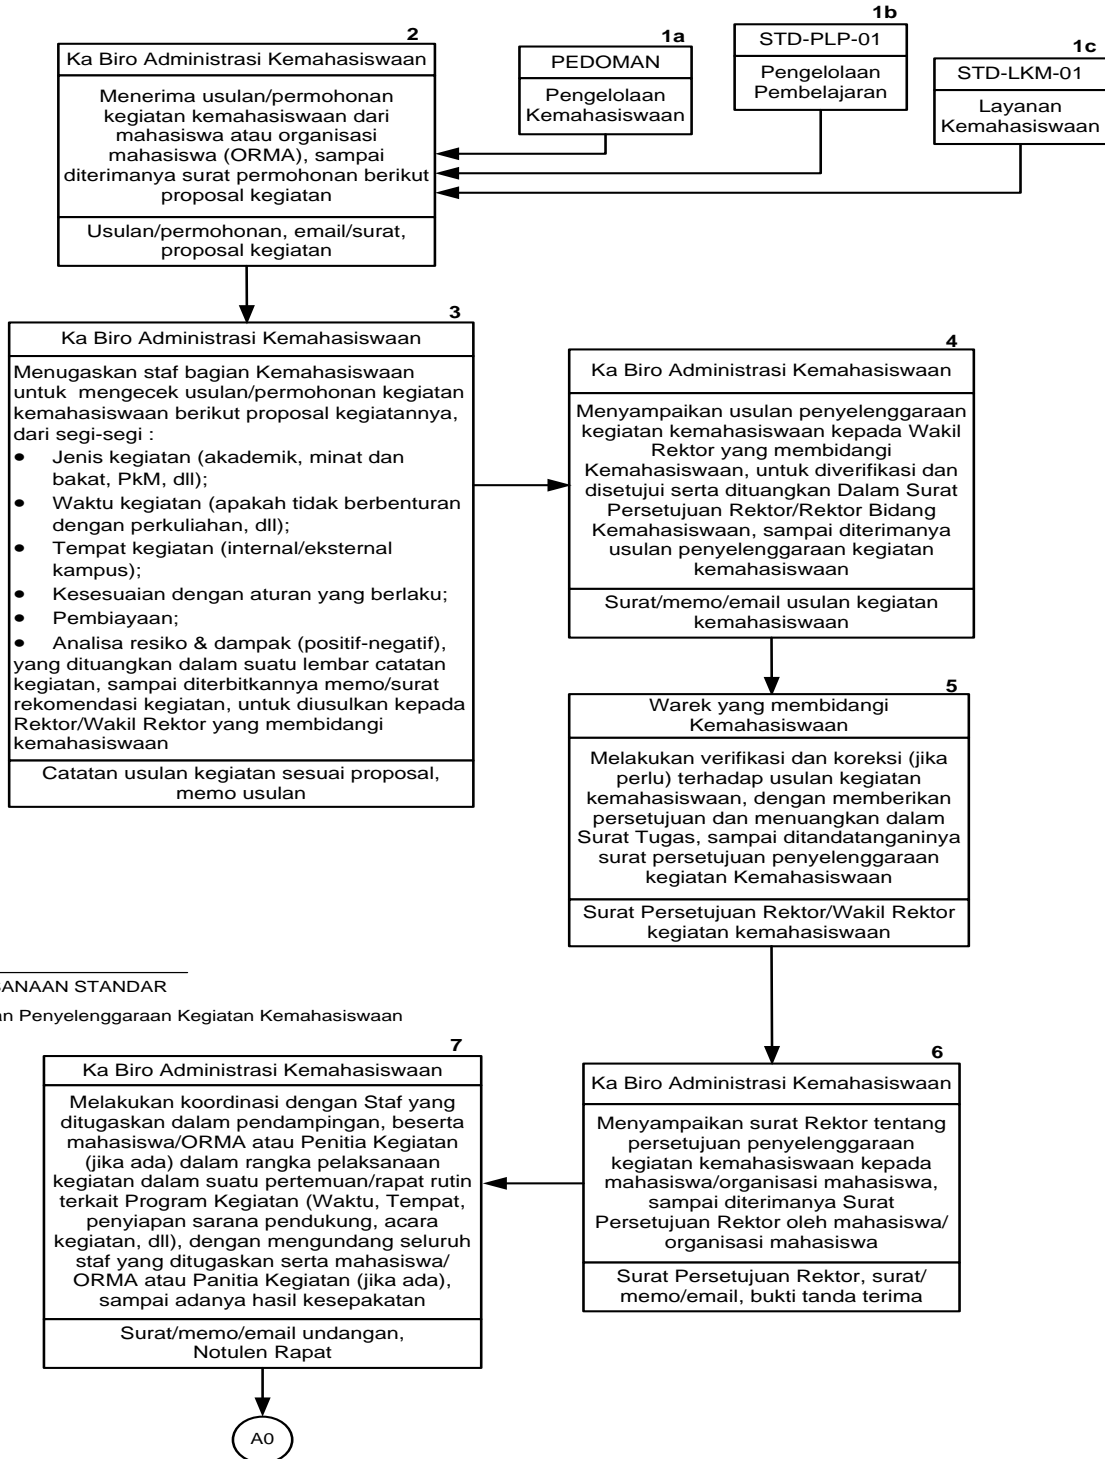 2
Ka Biro Administrasi Kemahasiswaan
Menerima usulan/permohonan
kegiatan kemahasiswaan dari
mahasiswa atau organisasi
mahasiswa (ORMA), sampai
diterimanya surat permohonan berikut
proposal kegiatan
Usulan/permohonan, email/surat,
proposal kegiatan
1a
PEDOMAN
Pengelolaan
Kemahasiswaan
1b
STD-PLP-01
Pengelolaan
Pembelajaran
1c
STD-LKM-01
Layanan
Kemahasiswaan
3
Ka Biro Administrasi Kemahasiswaan
Menugaskan staf bagian Kemahasiswaan
untuk mengecek usulan/permohonan kegiatan
kemahasiswaan berikut proposal kegiatannya,
dari segi-segi :
• Jenis kegiatan (akademik, minat dan
bakat, PkM, dll);
• Waktu kegiatan (apakah tidak berbenturan
dengan perkuliahan, dll);
• Tempat kegiatan (internal/eksternal
kampus);
• Kesesuaian dengan aturan yang berlaku;
• Pembiayaan;
• Analisa resiko & dampak (positif-negatif),
yang dituangkan dalam suatu lembar catatan
kegiatan, sampai diterbitkannya memo/surat
rekomendasi kegiatan, untuk diusulkan kepada
Rektor/Wakil Rektor yang membidangi
kemahasiswaan
Catatan usulan kegiatan sesuai proposal,
memo usulan
4
Ka Biro Administrasi Kemahasiswaan
Menyampaikan usulan penyelenggaraan
kegiatan kemahasiswaan kepada Wakil
Rektor yang membidangi
Kemahasiswaan, untuk diverifikasi dan
disetujui serta dituangkan Dalam Surat
Persetujuan Rektor/Rektor Bidang
Kemahasiswaan, sampai diterimanya
usulan penyelenggaraan kegiatan
kemahasiswaan
Surat/memo/email usulan kegiatan
kemahasiswaan
5
Warek yang membidangi
Kemahasiswaan
Melakukan verifikasi dan koreksi (jika
perlu) terhadap usulan kegiatan
kemahasiswaan, dengan memberikan
persetujuan dan menuangkan dalam
Surat Tugas, sampai ditandatanganinya
surat persetujuan penyelenggaraan
kegiatan Kemahasiswaan
Surat Persetujuan Rektor/Wakil Rektor
kegiatan kemahasiswaan
SANAAN STANDAR
an Penyelenggaraan Kegiatan Kemahasiswaan
6
Ka Biro Administrasi Kemahasiswaan
Menyampaikan surat Rektor tentang
persetujuan penyelenggaraan
kegiatan kemahasiswaan kepada
mahasiswa/organisasi mahasiswa,
sampai diterimanya Surat
Persetujuan Rektor oleh mahasiswa/
organisasi mahasiswa
Surat Persetujuan Rektor, surat/
memo/email, bukti tanda terima
7
Ka Biro Administrasi Kemahasiswaan
Melakukan koordinasi dengan Staf yang
ditugaskan dalam pendampingan, beserta
mahasiswa/ORMA atau Penitia Kegiatan
(jika ada) dalam rangka pelaksanaan
kegiatan dalam suatu pertemuan/rapat rutin
terkait Program Kegiatan (Waktu, Tempat,
penyiapan sarana pendukung, acara
kegiatan, dll), dengan mengundang seluruh
staf yang ditugaskan serta mahasiswa/
ORMA atau Panitia Kegiatan (jika ada),
sampai adanya hasil kesepakatan
Surat/memo/email undangan,
Notulen Rapat
A0